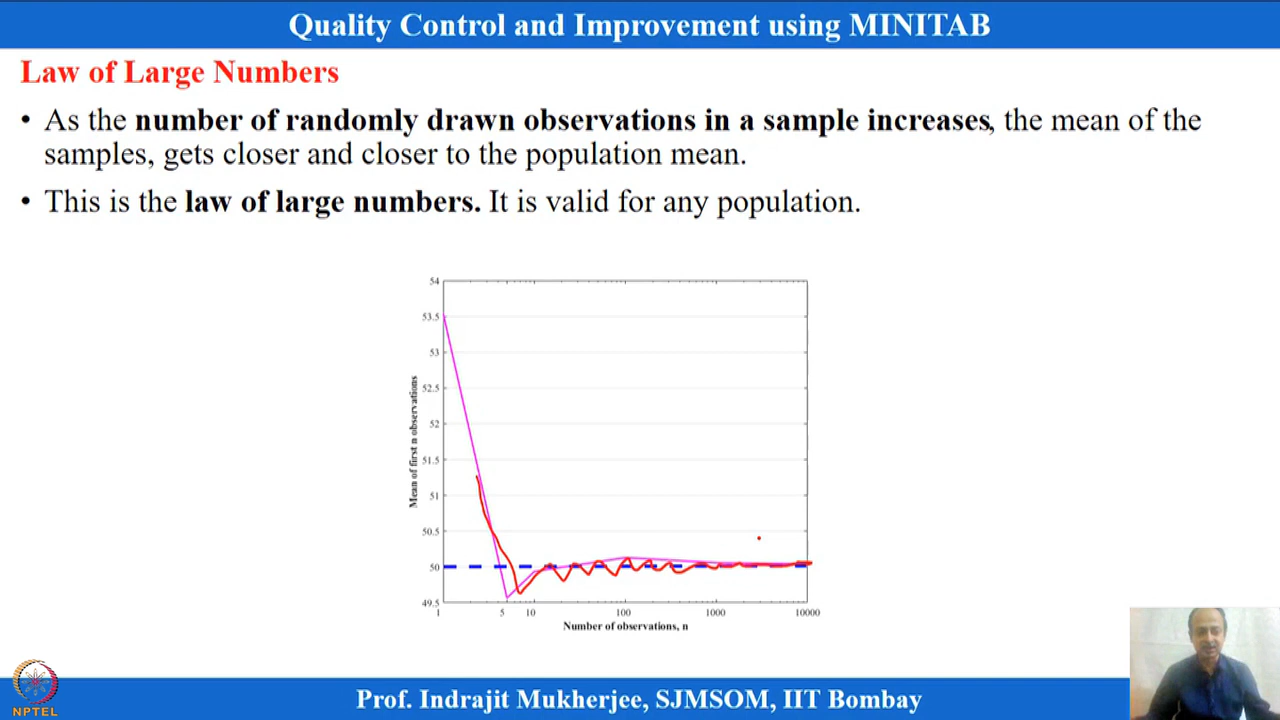 Quality Control and Improvement using MINITAB
Law of Large Numbers
• As the number of randomly drawn observations in a sample increases, the mean of the
samples, gets closer and closer to the population mean.
• This is the law of large numbers. It is valid for any population.
54
53.5
53
52.5
52
51.5
51
50.5
50
49.5
Mean of first n observations
1 5 10 100 1000 10000
Number of observations, n
NPTEL
Prof. Indrajit Mukherjee, SJMSOM, IIT Bombay